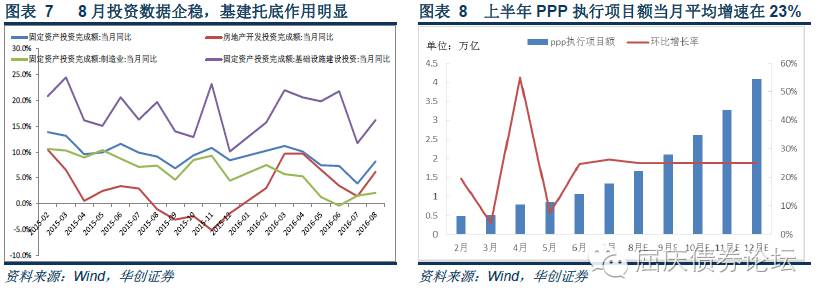 图表 7 8月投资数据企稳，基建托底作用明显
固定资产投资完成额:当月同比
房地产开发投资完成额:当月同比
固定资产投资完成额:制造业:当月同比
固定资产投资完成额:基础设施建设投资:当月同比
30.0%
25.0%
20.0%
15.0%
10.0%
5.0%
0.0%
-5.0%
-10.0%
2015-02
2015-03
2015-04
2015-05
2015-06
2015-07
2015-08
2015-09
2015-10
2015-11
2015-12
2016-01
2016-02
2016-03
2016-04
2016-05
2016-06
2016-07
2016-08
资料来源：Wind，华创证券
图表 8 上半年 PPP 执行项目额当月平均增速在 23%
单位：万亿
ppp执行项目额
环比增长率
4.5
4
3.5
3
2.5
2
1.5
1
0.5
0
60%
50%
40%
30%
20%
10%
0%
2月
3月
4月
5月
6月
7月E
8月E
9月E
10月E
11月E
12月E
资料来源：Wind，华创证券
屈庆债券论坛